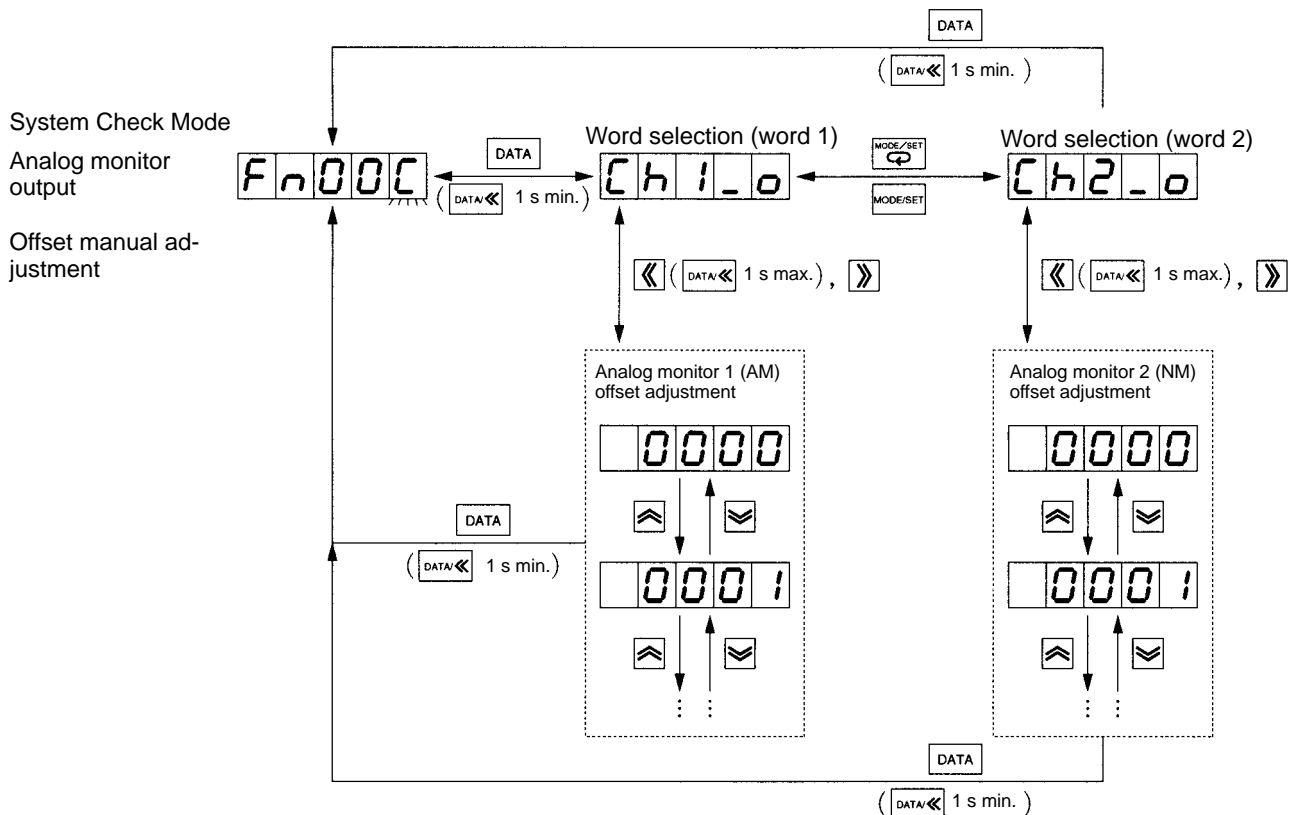 DATA
( DATA/≪ 1 s min. )
System Check Mode
Analog monitor
output
Offset manual ad-
justment
Fn00C
DATA
( DATA/≪ 1 s min. )
Word selection (word 1)
Ch1_o
MODE/SET
MODE/SET
Word selection (word 2)
Ch2_o
≪ ( DATA/≪ 1 s max. ) , ≫
≪ ( DATA/≪ 1 s max. ) , ≫
Analog monitor 1 (AM)
offset adjustment
0000
0001
Analog monitor 2 (NM)
offset adjustment
0000
0001
DATA
( DATA/≪ 1 s min. )
DATA
( DATA/≪ 1 s min. )